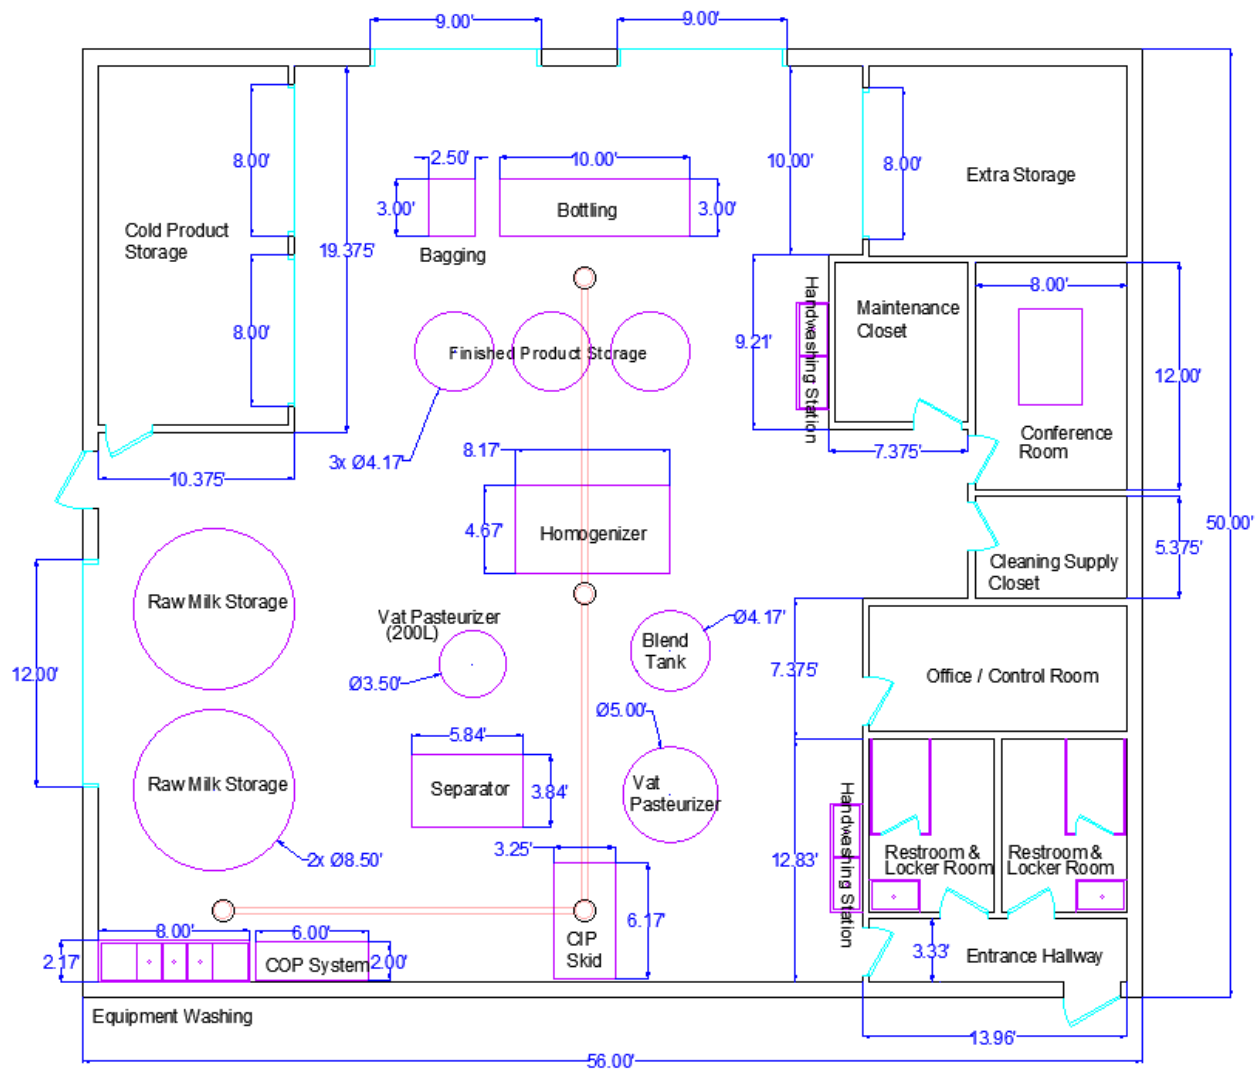 9.00'
9.00'
8.00'
2.50'
10.00'
10.00'
8.00'
Extra Storage
3.00'
Bottling
3.00'
Cold Product
Storage
19.375'
Bagging
Handwashing Station
8.00'
Maintenance
Closet
8.00'
9.21'
Finished Product Storage
12.00'
Conference
Room
8.17'
7.375'
3x Ø4.17'
10.375'
50.00'
4.67'
Homogenizer
5.375'
Cleaning Supply
Closet
Raw Milk Storage
Vat Pasteurizer
(200L)
Ø4.17'
Blend
Tank
12.00'
7.375'
Office / Control Room
Ø3.50'
Ø5.00'
5.84'
Raw Milk Storage
Separator
3.84'
Vat
Pasteurizer
Handwashing Station
3.25'
2x Ø8.50'
12.83'
Restroom &
Locker Room
Restroom &
Locker Room
6.17'
8.00'
6.00'
CIP
Skid
3.33'
Entrance Hallway
2.17'
COP System
2.00'
Equipment Washing
13.96'
56.00'